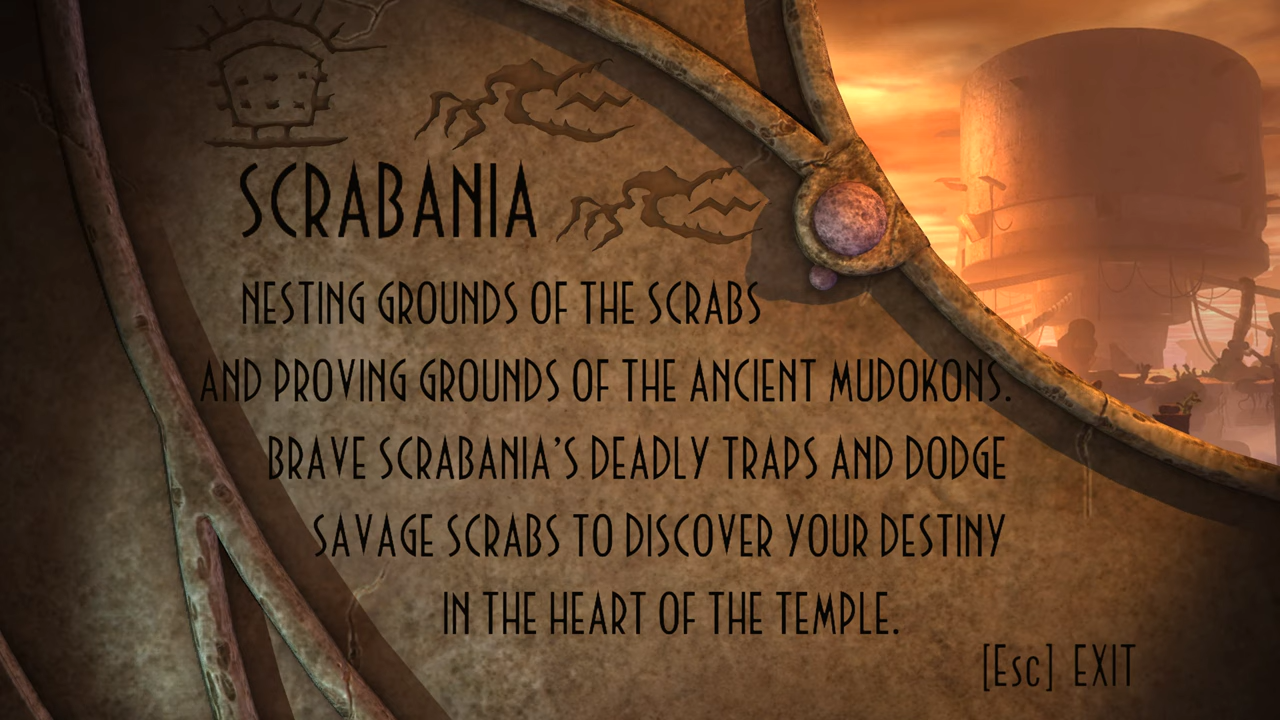 SCRABANIA
NESTING GROUNDS OF THE SCRABS
AND PROVING GROUNDS OF THE ANCIENT MUDOKONS.
BRAVE SCRABANIA'S DEADLY TRAPS AND DODGE
SAVAGE SCRABS TO DISCOVER YOUR DESTINY
IN THE HEART OF THE TEMPLE.
[Esc] EXIT